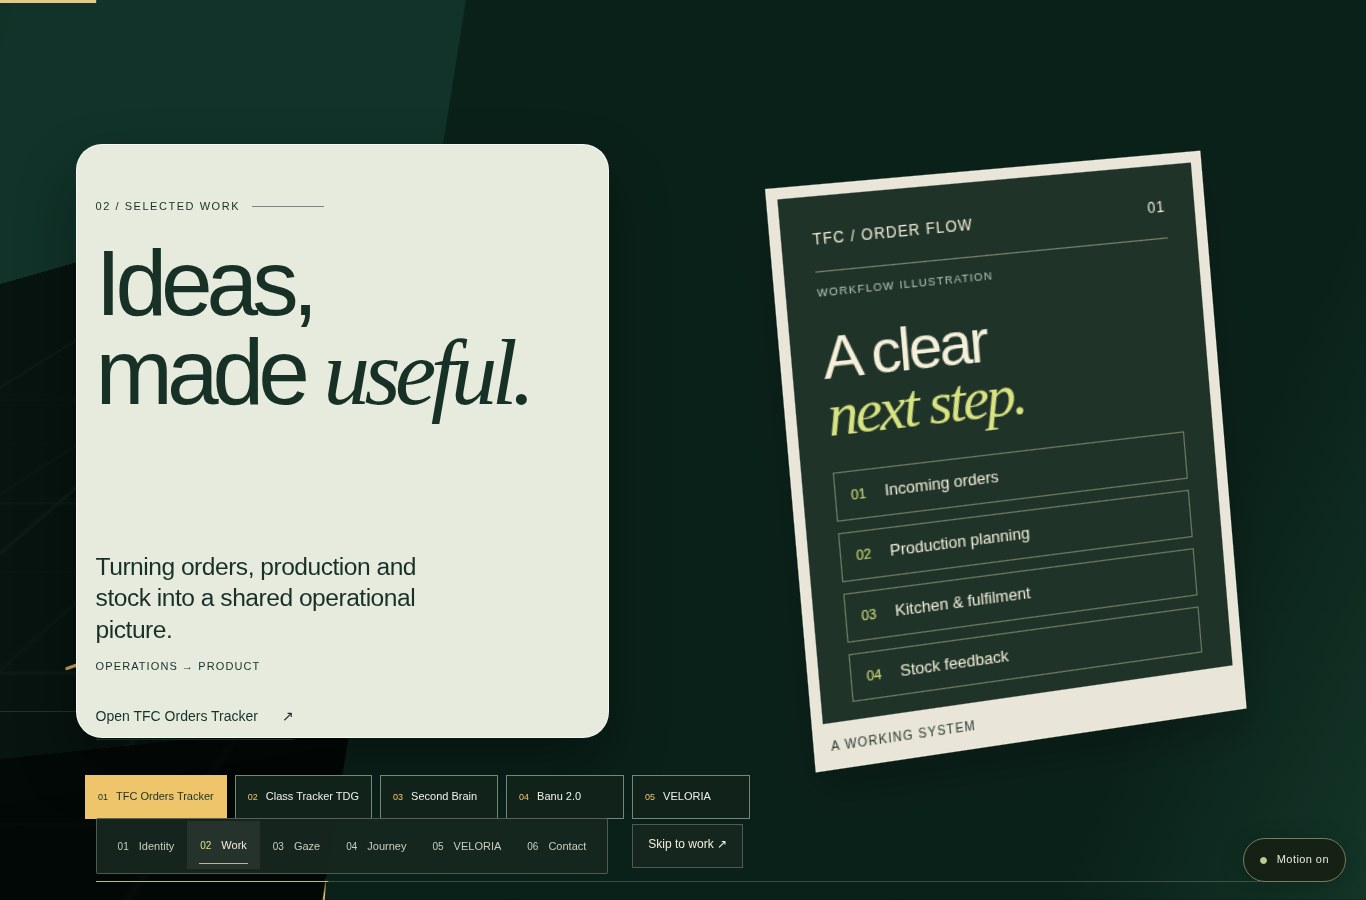 02 / SELECTED WORK
Ideas,
made useful.
Turning orders, production and
stock into a shared operational
picture.
OPERATIONS → PRODUCT
Open TFC Orders Tracker ↗
TFC / ORDER FLOW 01
WORKFLOW ILLUSTRATION
A clear
next step.
01 Incoming orders
02 Production planning
03 Kitchen & fulfilment
04 Stock feedback
A WORKING SYSTEM
01 TFC Orders Tracker 02 Class Tracker TDG 03 Second Brain 04 Banu 2.0 05 VELORIA
01 Identity 02 Work 03 Gaze 04 Journey 05 VELORIA 06 Contact
Skip to work ↗
Motion on